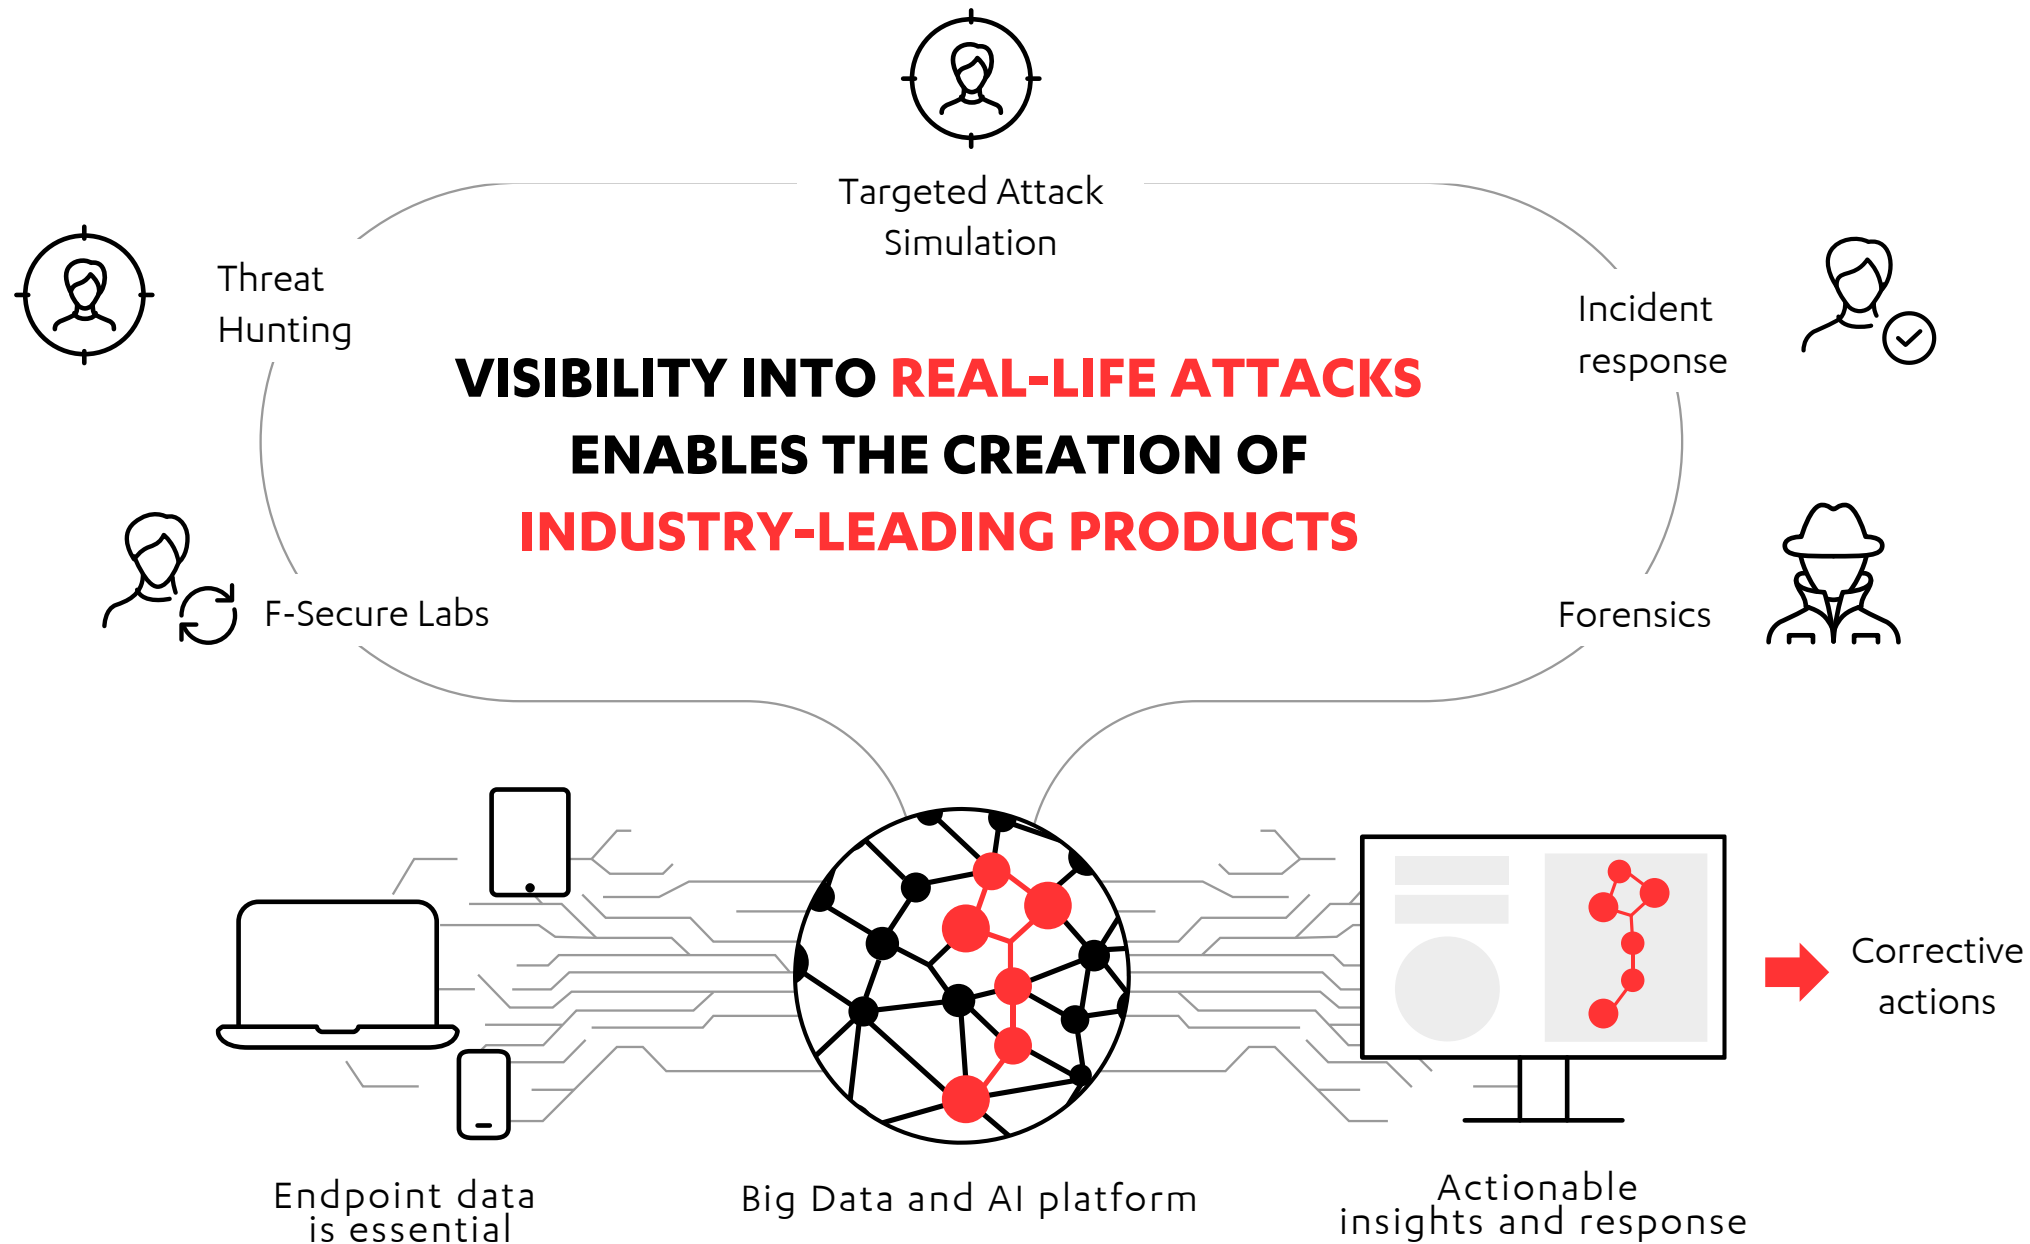 Targeted Attack
Simulation
Threat
Hunting
Incident
response
VISIBILITY INTO REAL-LIFE ATTACKS
ENABLES THE CREATION OF
INDUSTRY-LEADING PRODUCTS
F-Secure Labs
Forensics
Corrective
actions
Endpoint data
is essential
Big Data and AI platform
Actionable
insights and response